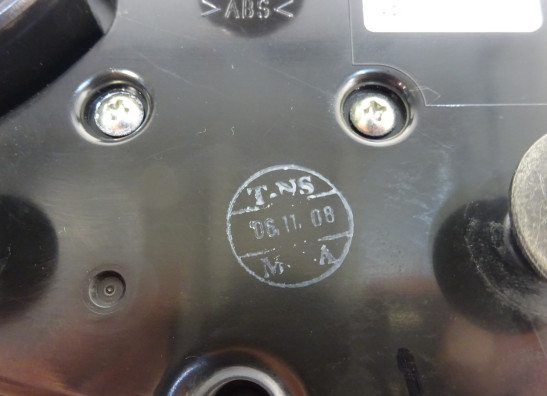 >ABS<
T-NS
'06.11.08
M A